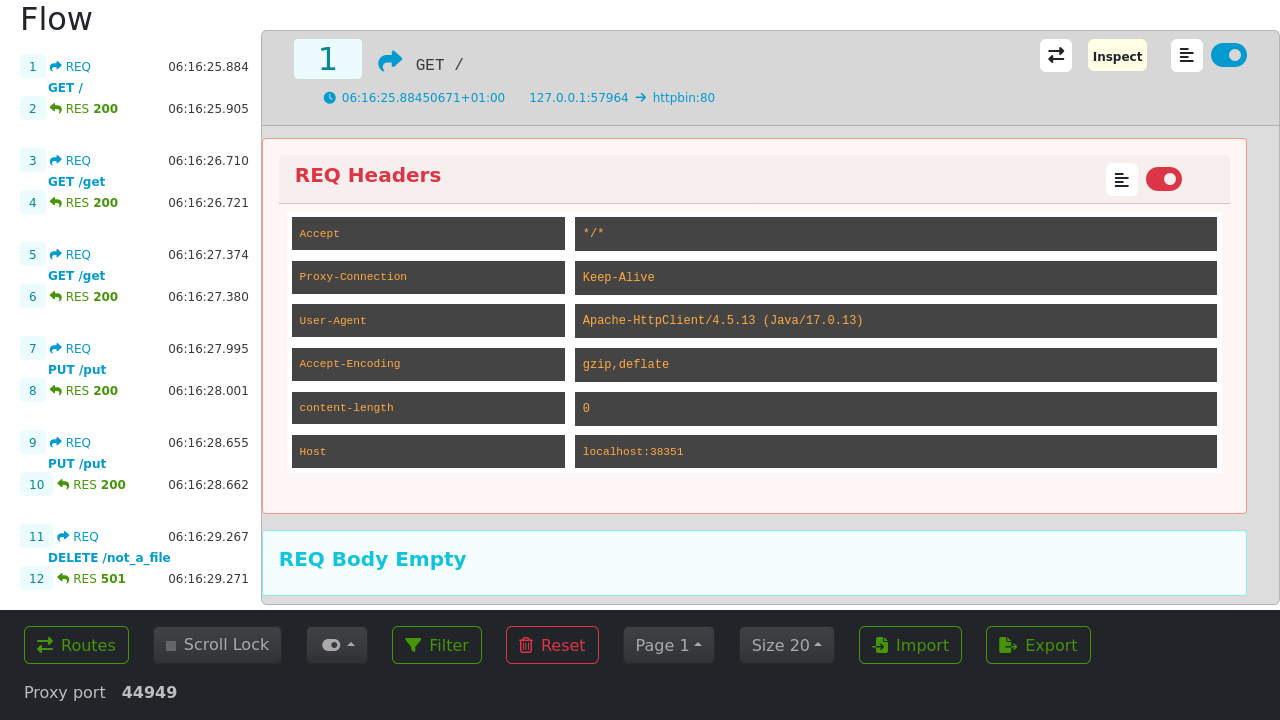 Flow
1 REQ 06:16:25.884
GET /
2 RES 200 06:16:25.905
3 REQ 06:16:26.710
GET /get
4 RES 200 06:16:26.721
5 REQ 06:16:27.374
GET /get
6 RES 200 06:16:27.380
7 REQ 06:16:27.995
PUT /put
8 RES 200 06:16:28.001
9 REQ 06:16:28.655
PUT /put
10 RES 200 06:16:28.662
11 REQ 06:16:29.267
DELETE /not_a_file
12 RES 501 06:16:29.271
1 GET / Inspect
06:16:25.88450671+01:00 127.0.0.1:57964 → httpbin:80
REQ Headers
Accept */*
Proxy-Connection Keep-Alive
User-Agent Apache-HttpClient/4.5.13 (Java/17.0.13)
Accept-Encoding gzip,deflate
content-length 0
Host localhost:38351
REQ Body Empty
Routes Scroll Lock Filter Reset Page 1 Size 20 Import Export
Proxy port 44949